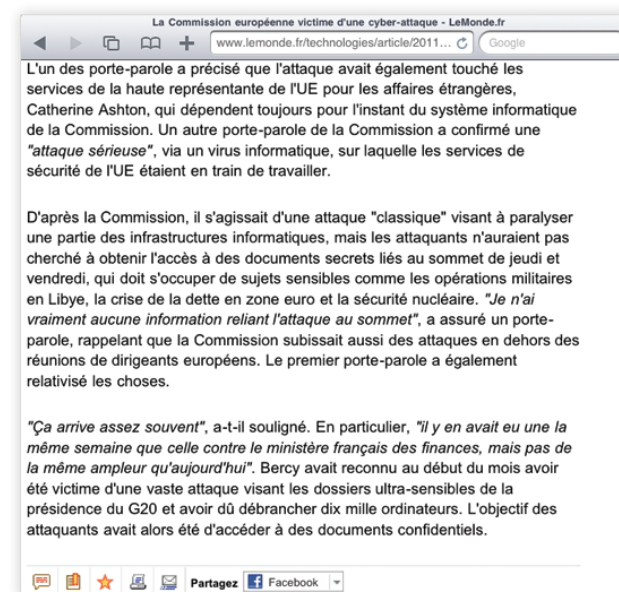 La Commission européenne victime d'une cyber-attaque - LeMonde.fr
www.lemonde.fr/technologies/article/2011... Google
L'un des porte-parole a précisé que l'attaque avait également touché les
services de la haute représentante de l'UE pour les affaires étrangères,
Catherine Ashton, qui dépendent toujours pour l'instant du système informatique
de la Commission. Un autre porte-parole de la Commission a confirmé une
"attaque sérieuse", via un virus informatique, sur laquelle les services de
sécurité de l'UE étaient en train de travailler.
D'après la Commission, il s'agissait d'une attaque "classique" visant à paralyser
une partie des infrastructures informatiques, mais les attaquants n'auraient pas
cherché à obtenir l'accès à des documents secrets liés au sommet de jeudi et
vendredi, qui doit s'occuper de sujets sensibles comme les opérations militaires
en Libye, la crise de la dette en zone euro et la sécurité nucléaire. "Je n'ai
vraiment aucune information reliant l'attaque au sommet", a assuré un porte-
parole, rappelant que la Commission subissait aussi des attaques en dehors des
réunions de dirigeants européens. Le premier porte-parole a également
relativisé les choses.
"Ça arrive assez souvent", a-t-il souligné. En particulier, "il y en avait eu une la
même semaine que celle contre le ministère français des finances, mais pas de
la même ampleur qu'aujourd'hui". Bercy avait reconnu au début du mois avoir
été victime d'une vaste attaque visant les dossiers ultra-sensibles de la
présidence du G20 et avoir dû débrancher dix mille ordinateurs. L'objectif des
attaquants avait alors été d'accéder à des documents confidentiels.
Partagez Facebook